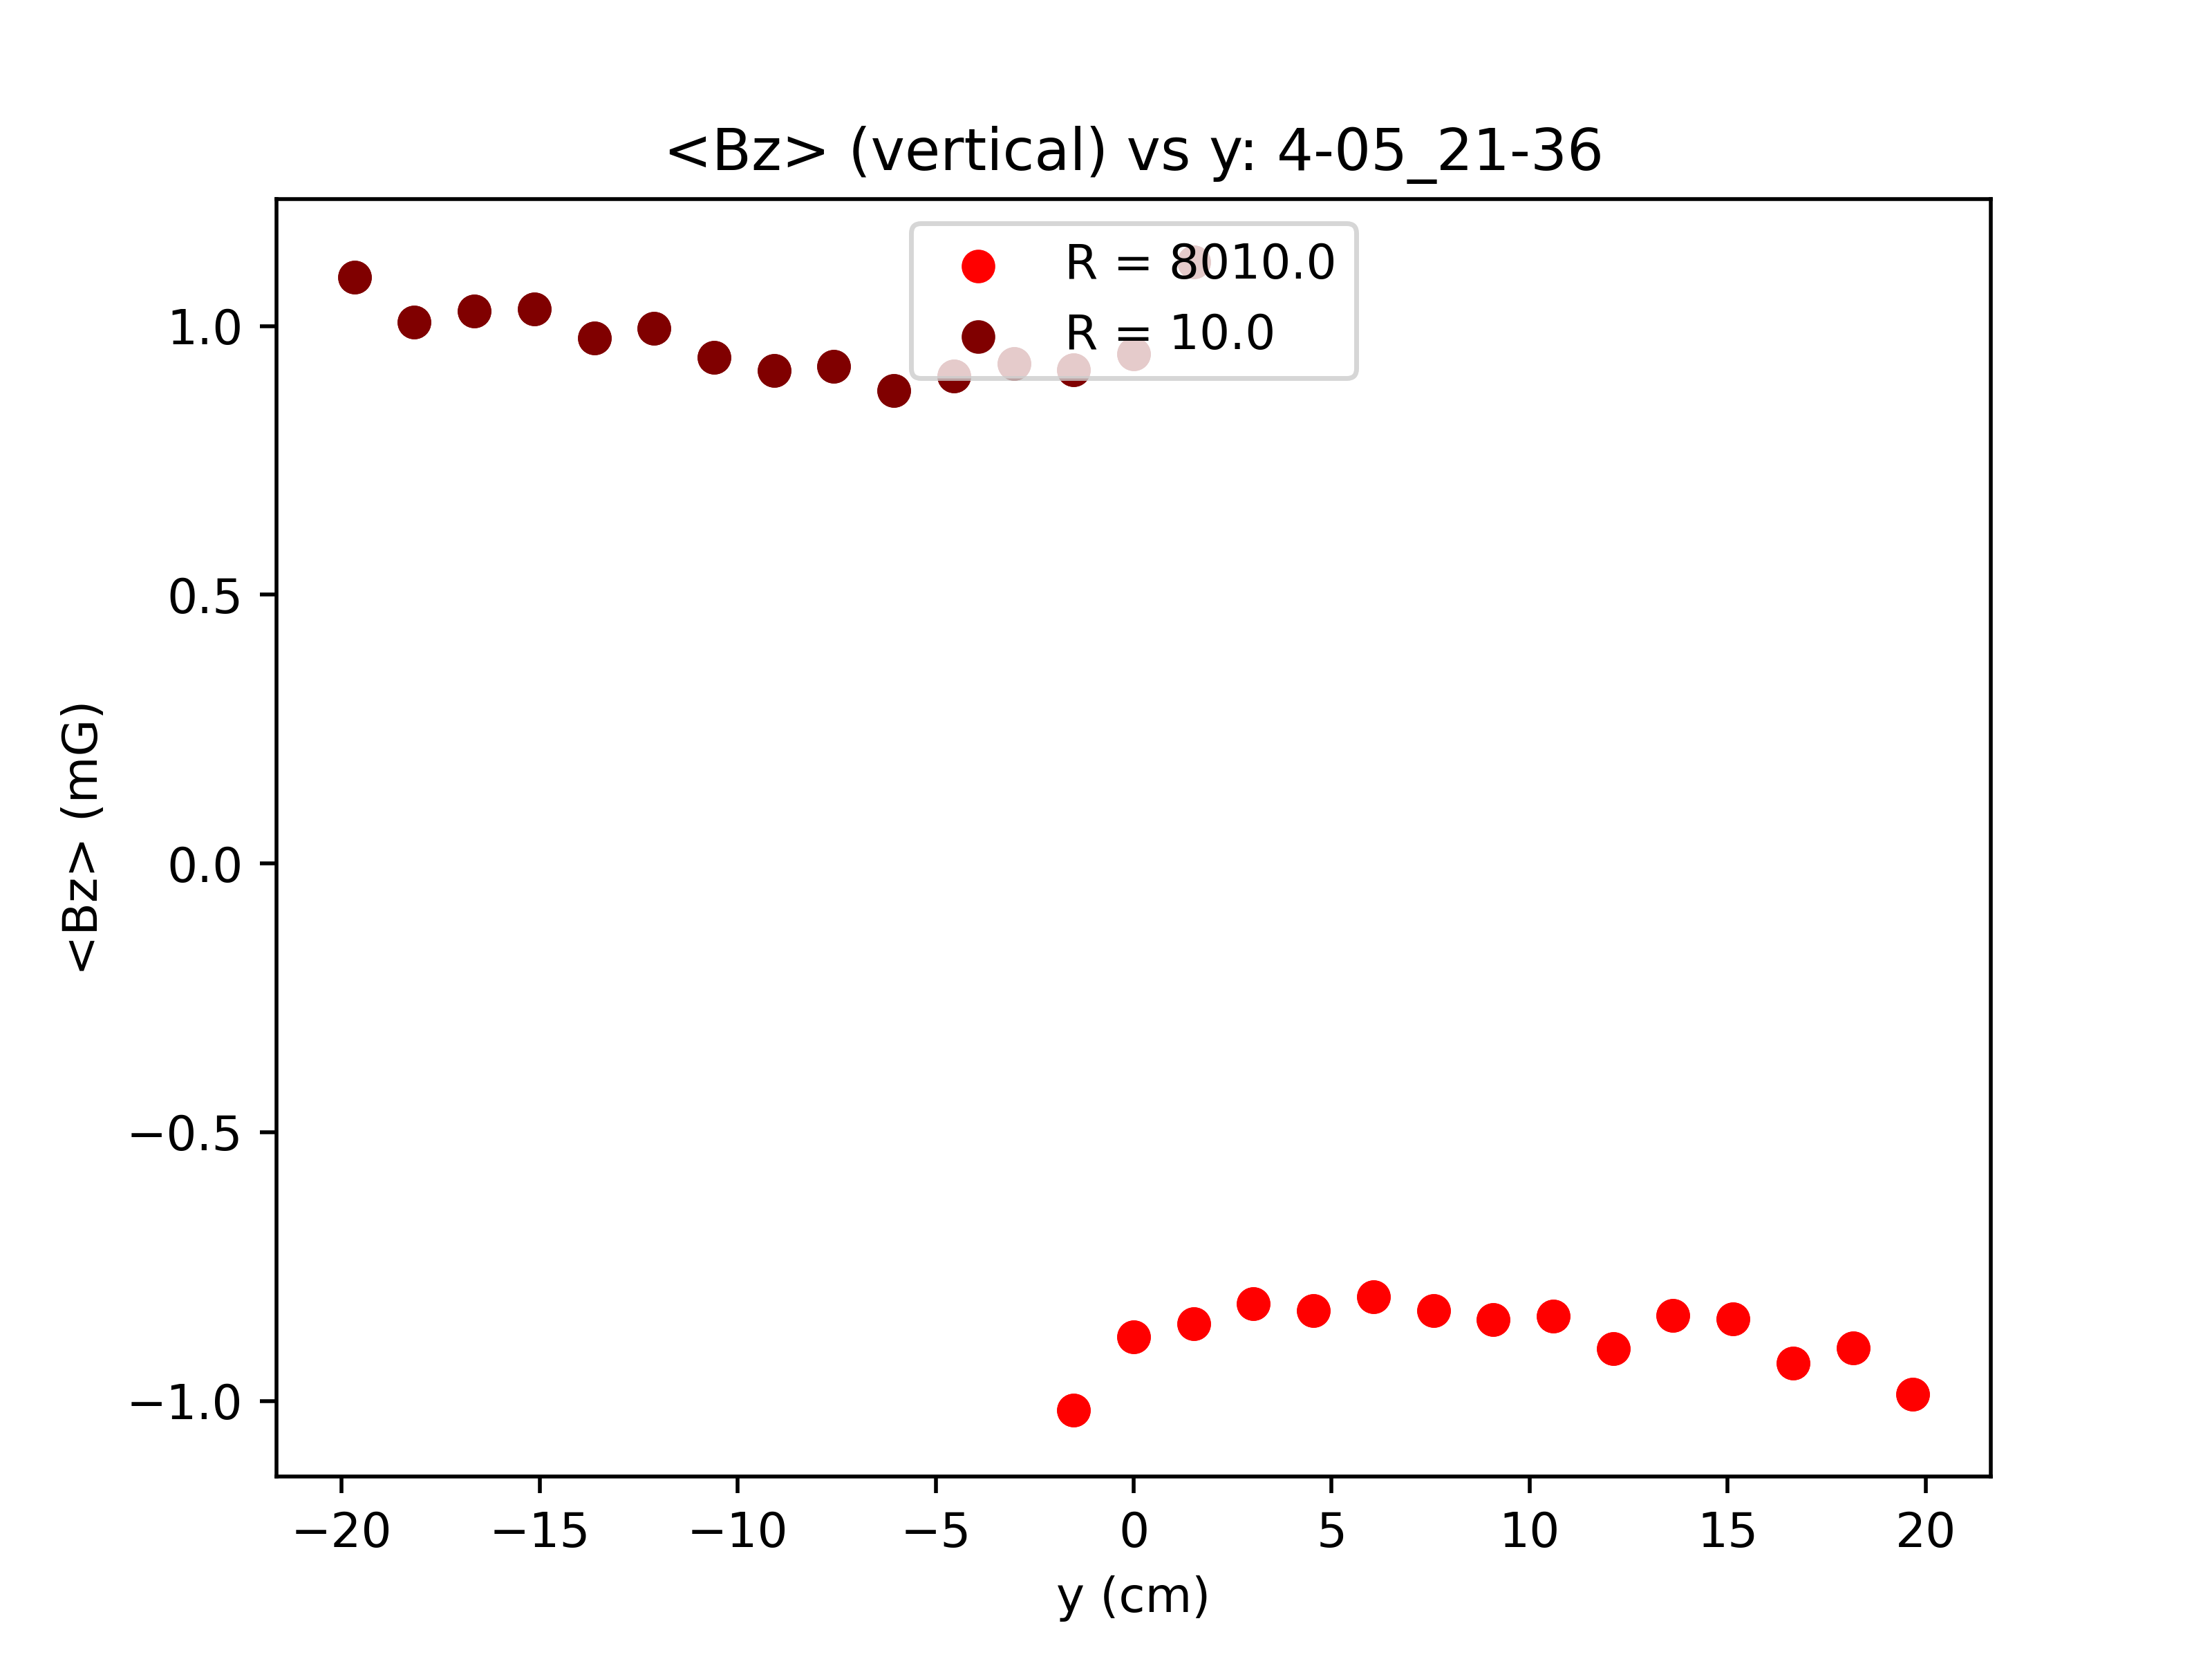 <Bz> (vertical) vs y: 4-05_21-36
R = 8010.0
R = 10.0
1.0
0.5
0.0
−0.5
−1.0
<Bz> (mG)
−20 −15 −10 −5 0 5 10 15 20
y (cm)